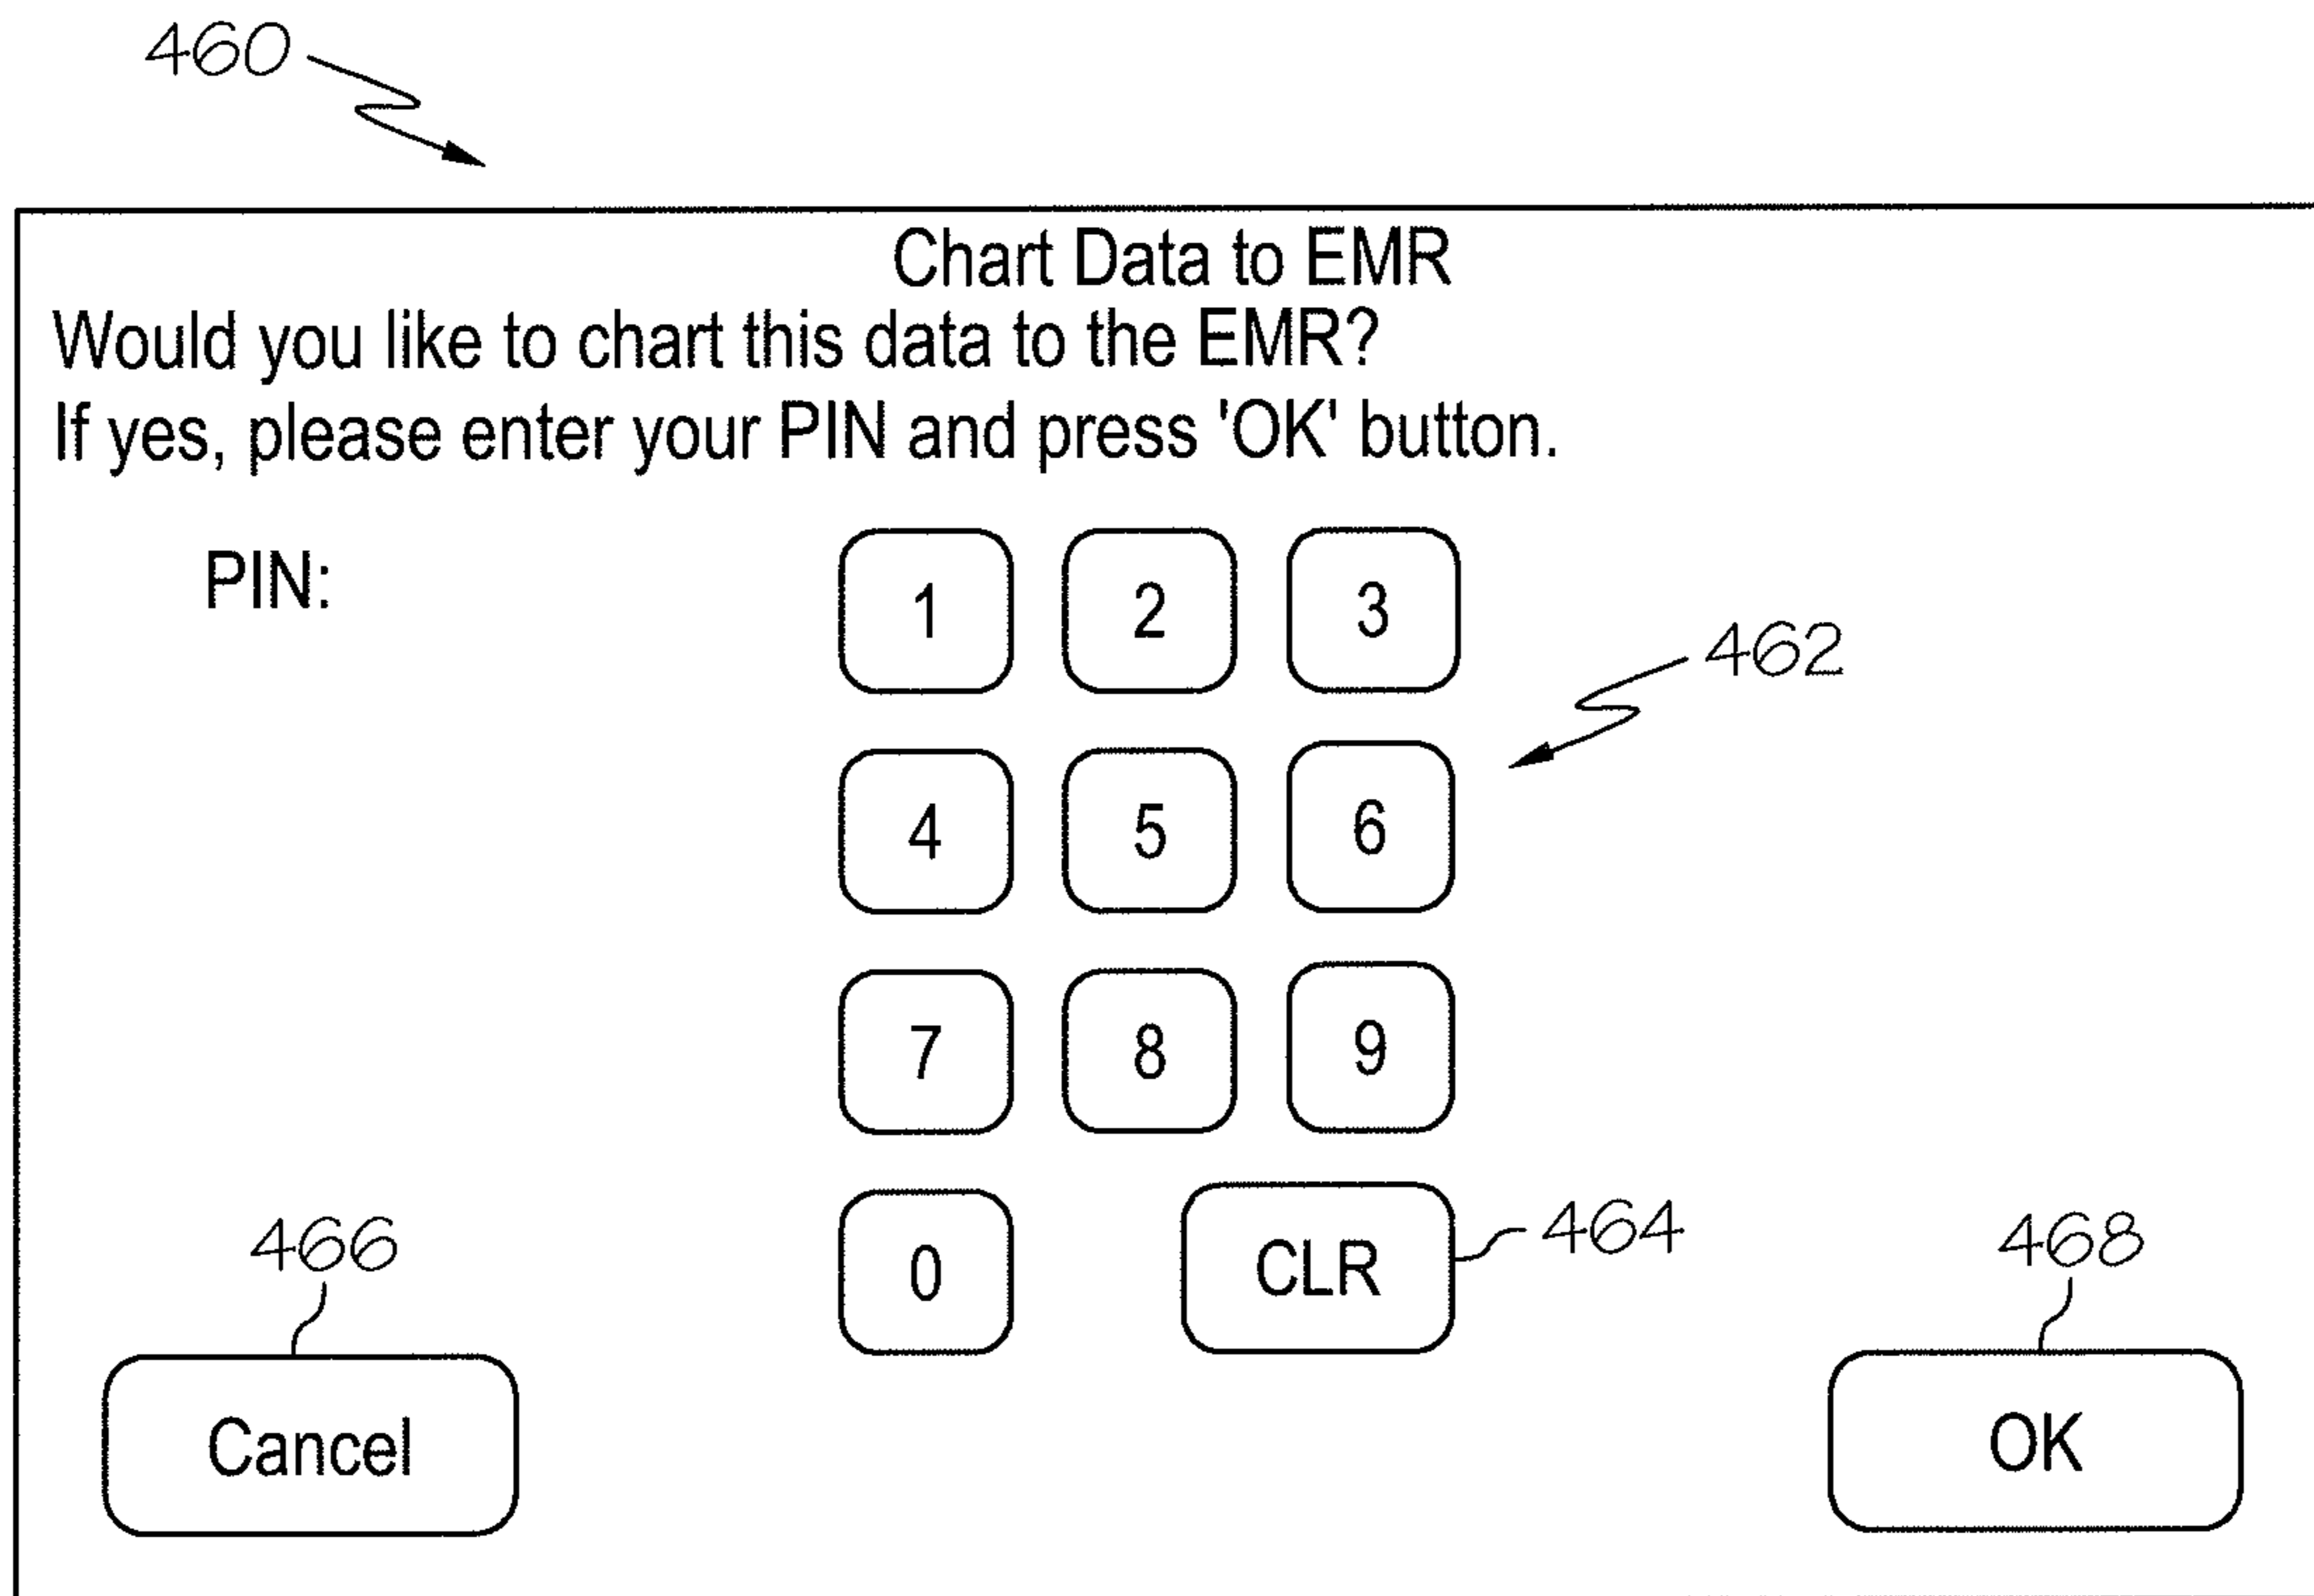 460
Chart Data to EMR
Would you like to chart this data to the EMR?
If yes, please enter your PIN and press 'OK' button.
PIN:
1 2 3
462
4 5 6
7 8 9
466
0 CLR
464
468
Cancel
OK